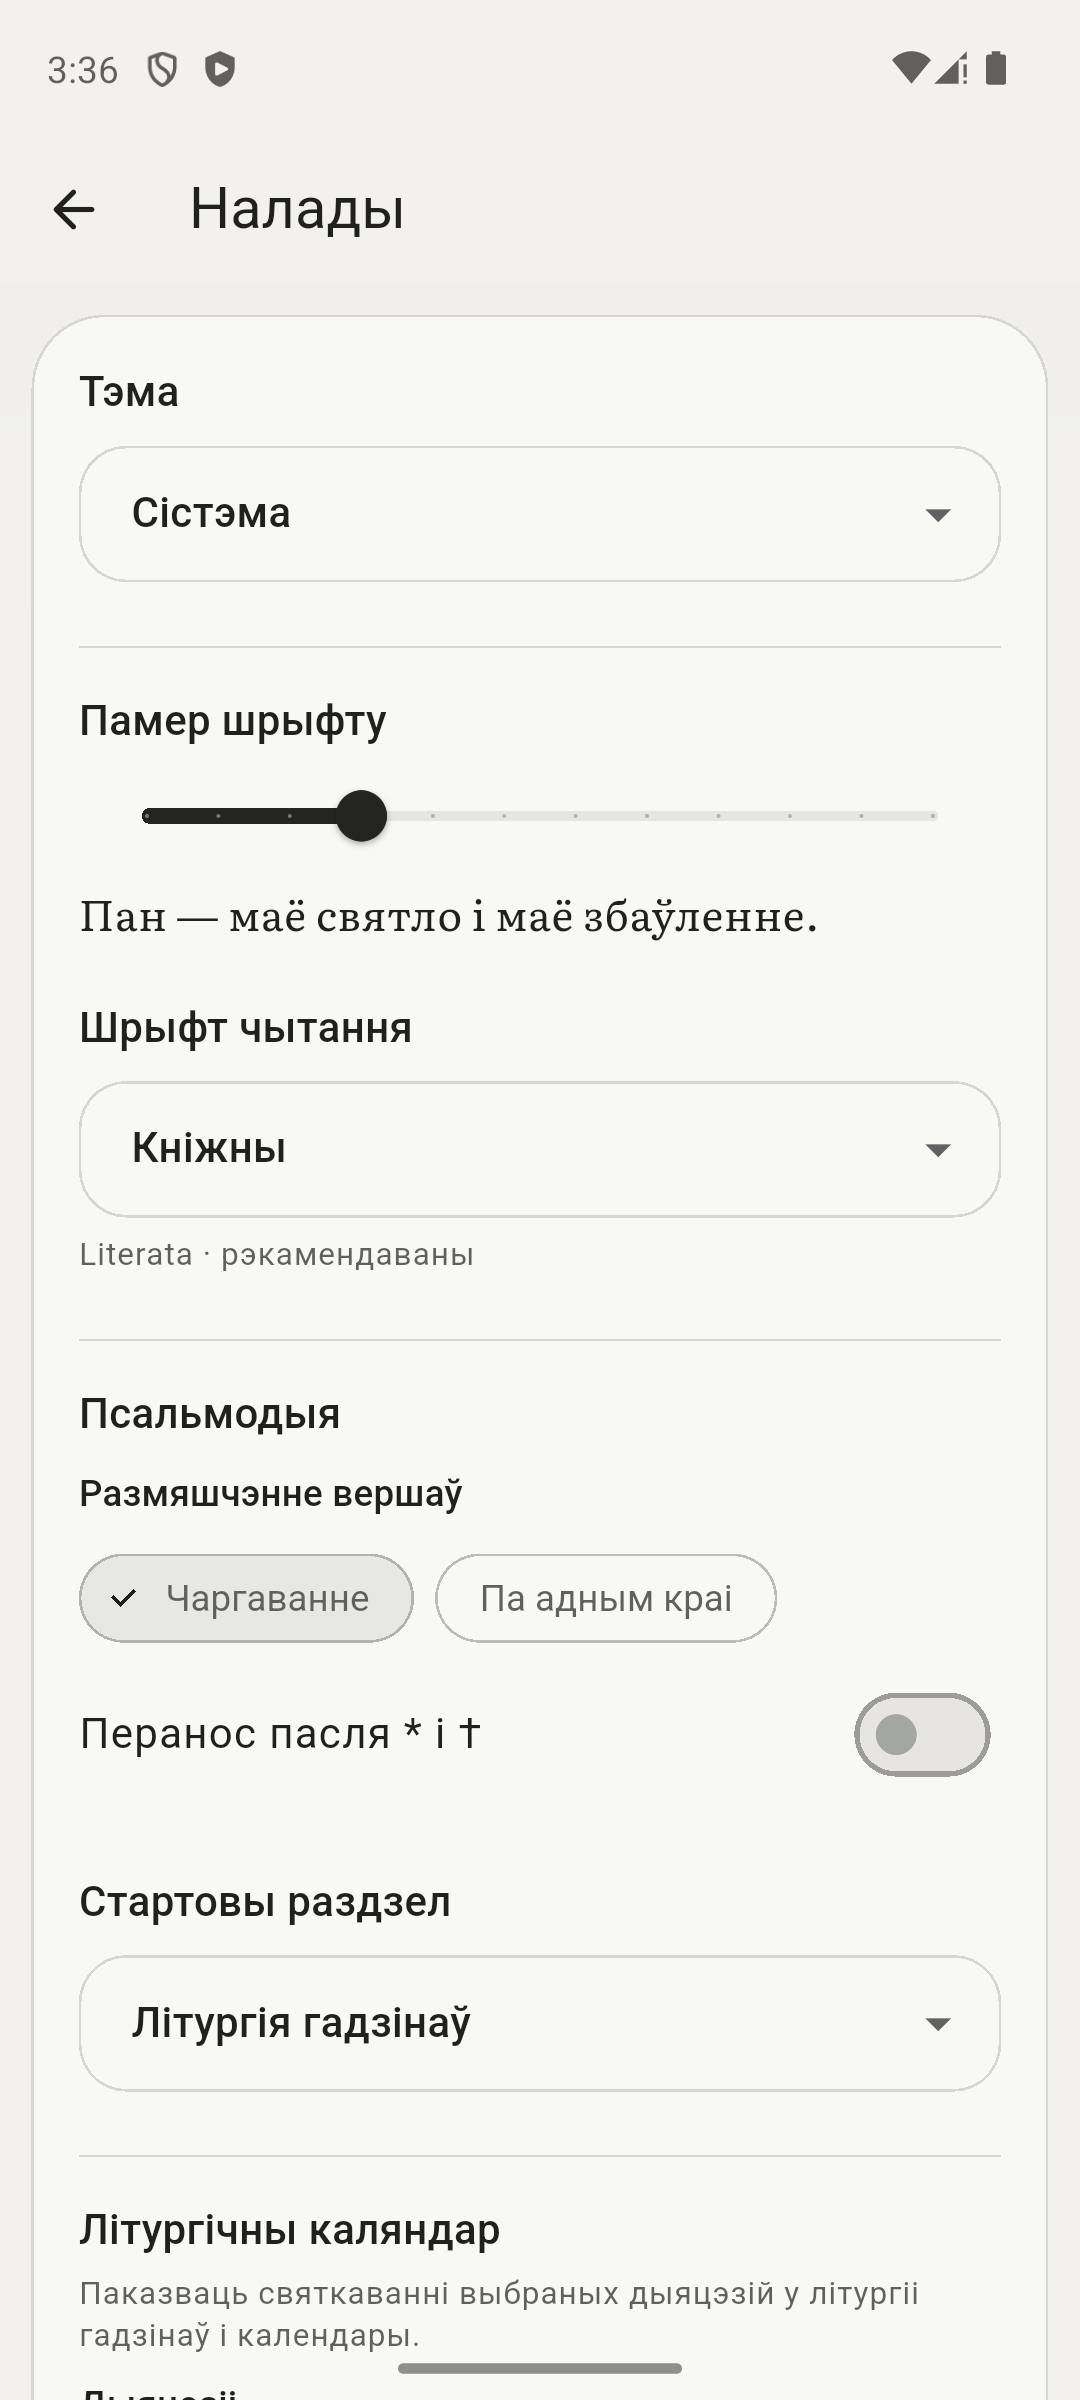 3:36
Налады
Тэма
Сістэма
Памер шрыфту
Пан — маё святло і маё збаўленне.
Шрыфт чытання
Кніжны
Literata · рэкамендаваны
Псальмодыя
Размяшчэнне вершаў
Чаргаванне
Па адным краі
Перанос пасля * і †
Стартовы раздзел
Літургія гадзінаў
Літургічны каляндар
Паказваць святкаванні выбраных дыяцэзій у літургіі
гадзінаў і календары.